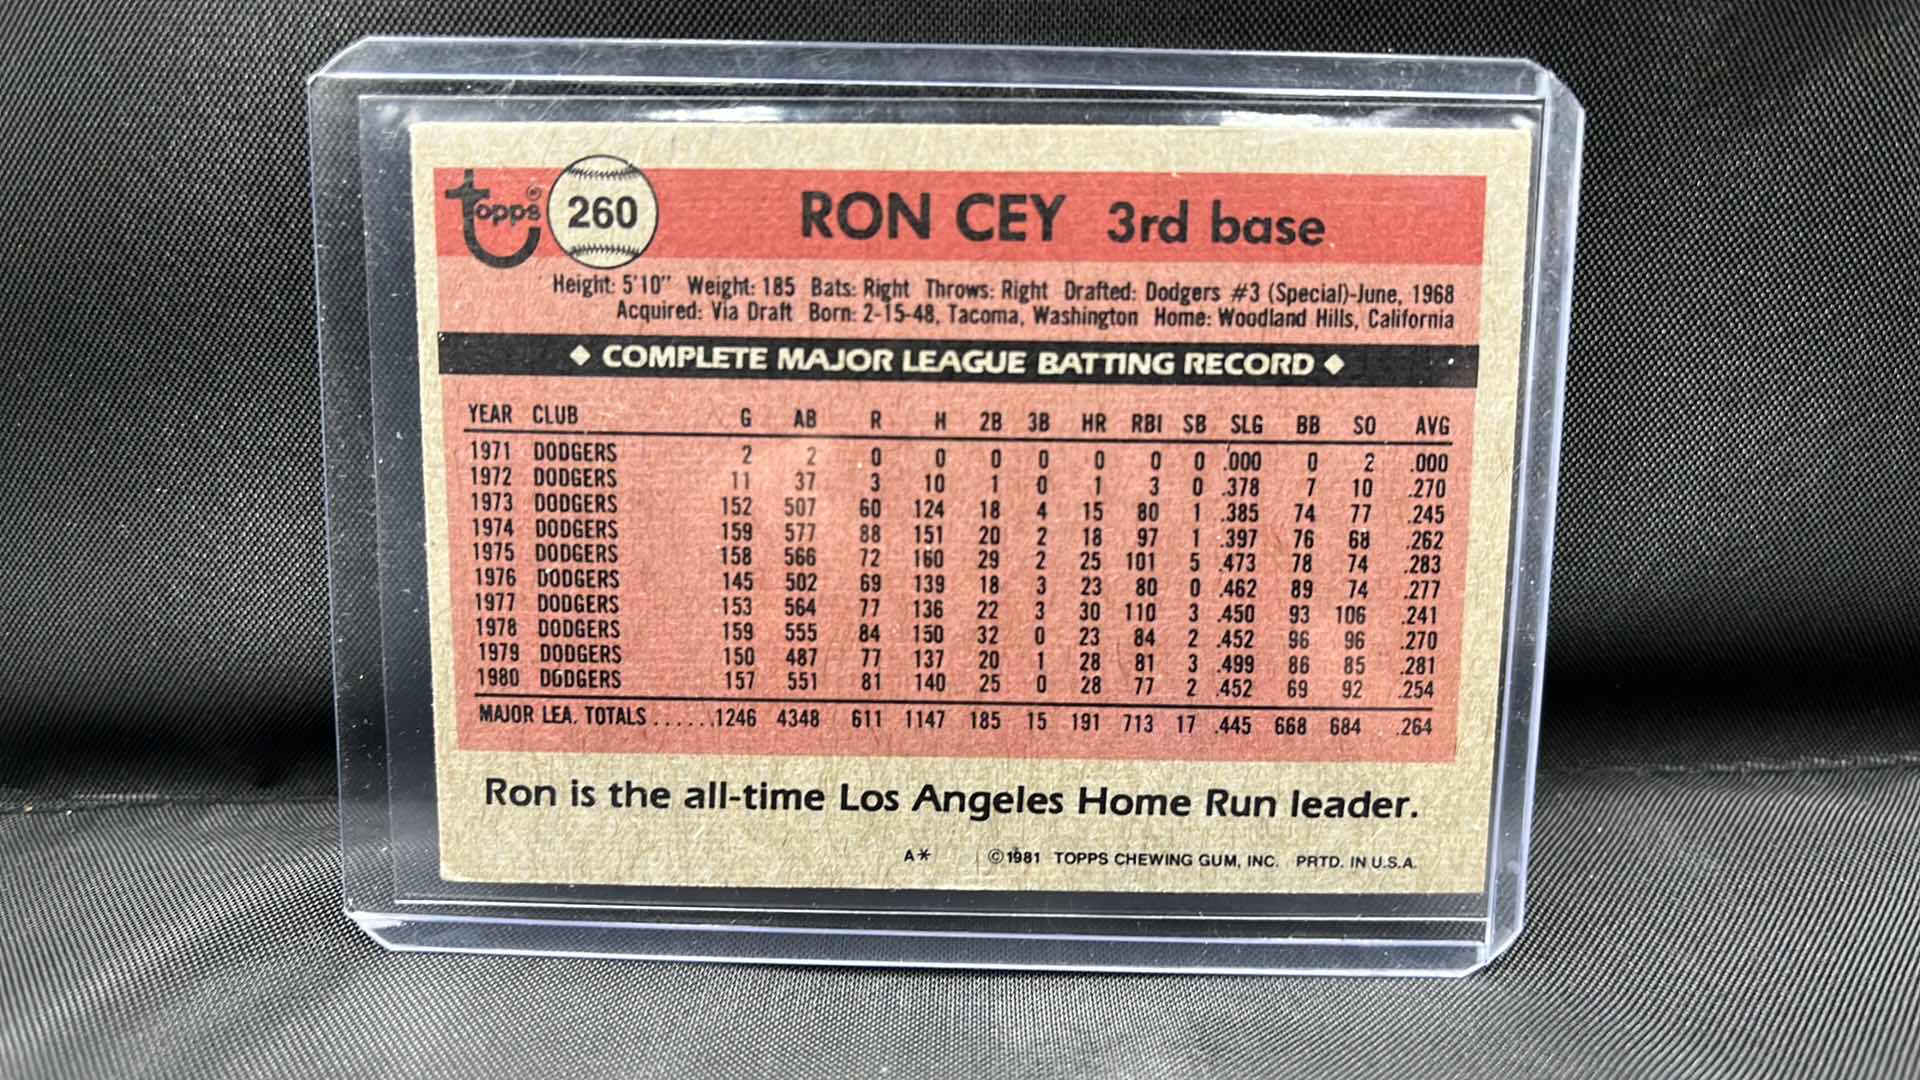 topps® 260 RON CEY 3rd base
Height: 5'10" Weight: 185 Bats: Right Throws: Right Drafted: Dodgers #3 (Special)-June, 1968
Acquired: Via Draft Born: 2-15-48, Tacoma, Washington Home: Woodland Hills, California
◆ COMPLETE MAJOR LEAGUE BATTING RECORD ◆
YEAR CLUB G AB R H 2B 3B HR RBI SB SLG BB SO AVG
1971 DODGERS 2 2 0 0 0 0 0 0 0 .000 0 2 .000
1972 DODGERS 11 37 3 10 1 0 1 3 0 .378 7 10 .270
1973 DODGERS 152 507 60 124 18 4 15 80 1 .385 74 77 .245
1974 DODGERS 159 577 88 151 20 2 18 97 1 .397 76 68 .262
1975 DODGERS 158 566 72 160 29 2 25 101 5 .473 78 74 .283
1976 DODGERS 145 502 69 139 18 3 23 80 0 .462 89 74 .277
1977 DODGERS 153 564 77 136 22 3 30 110 3 .450 93 106 .241
1978 DODGERS 159 555 84 150 32 0 23 84 2 .452 96 96 .270
1979 DODGERS 150 487 77 137 20 1 28 81 3 .499 86 85 .281
1980 DODGERS 157 551 81 140 25 0 28 77 2 .452 69 92 .254
MAJOR LEA. TOTALS ......1246 4348 611 1147 185 15 191 713 17 .445 668 684 .264
Ron is the all-time Los Angeles Home Run leader.
A* ©1981 TOPPS CHEWING GUM, INC. PRTD. IN U.S.A.